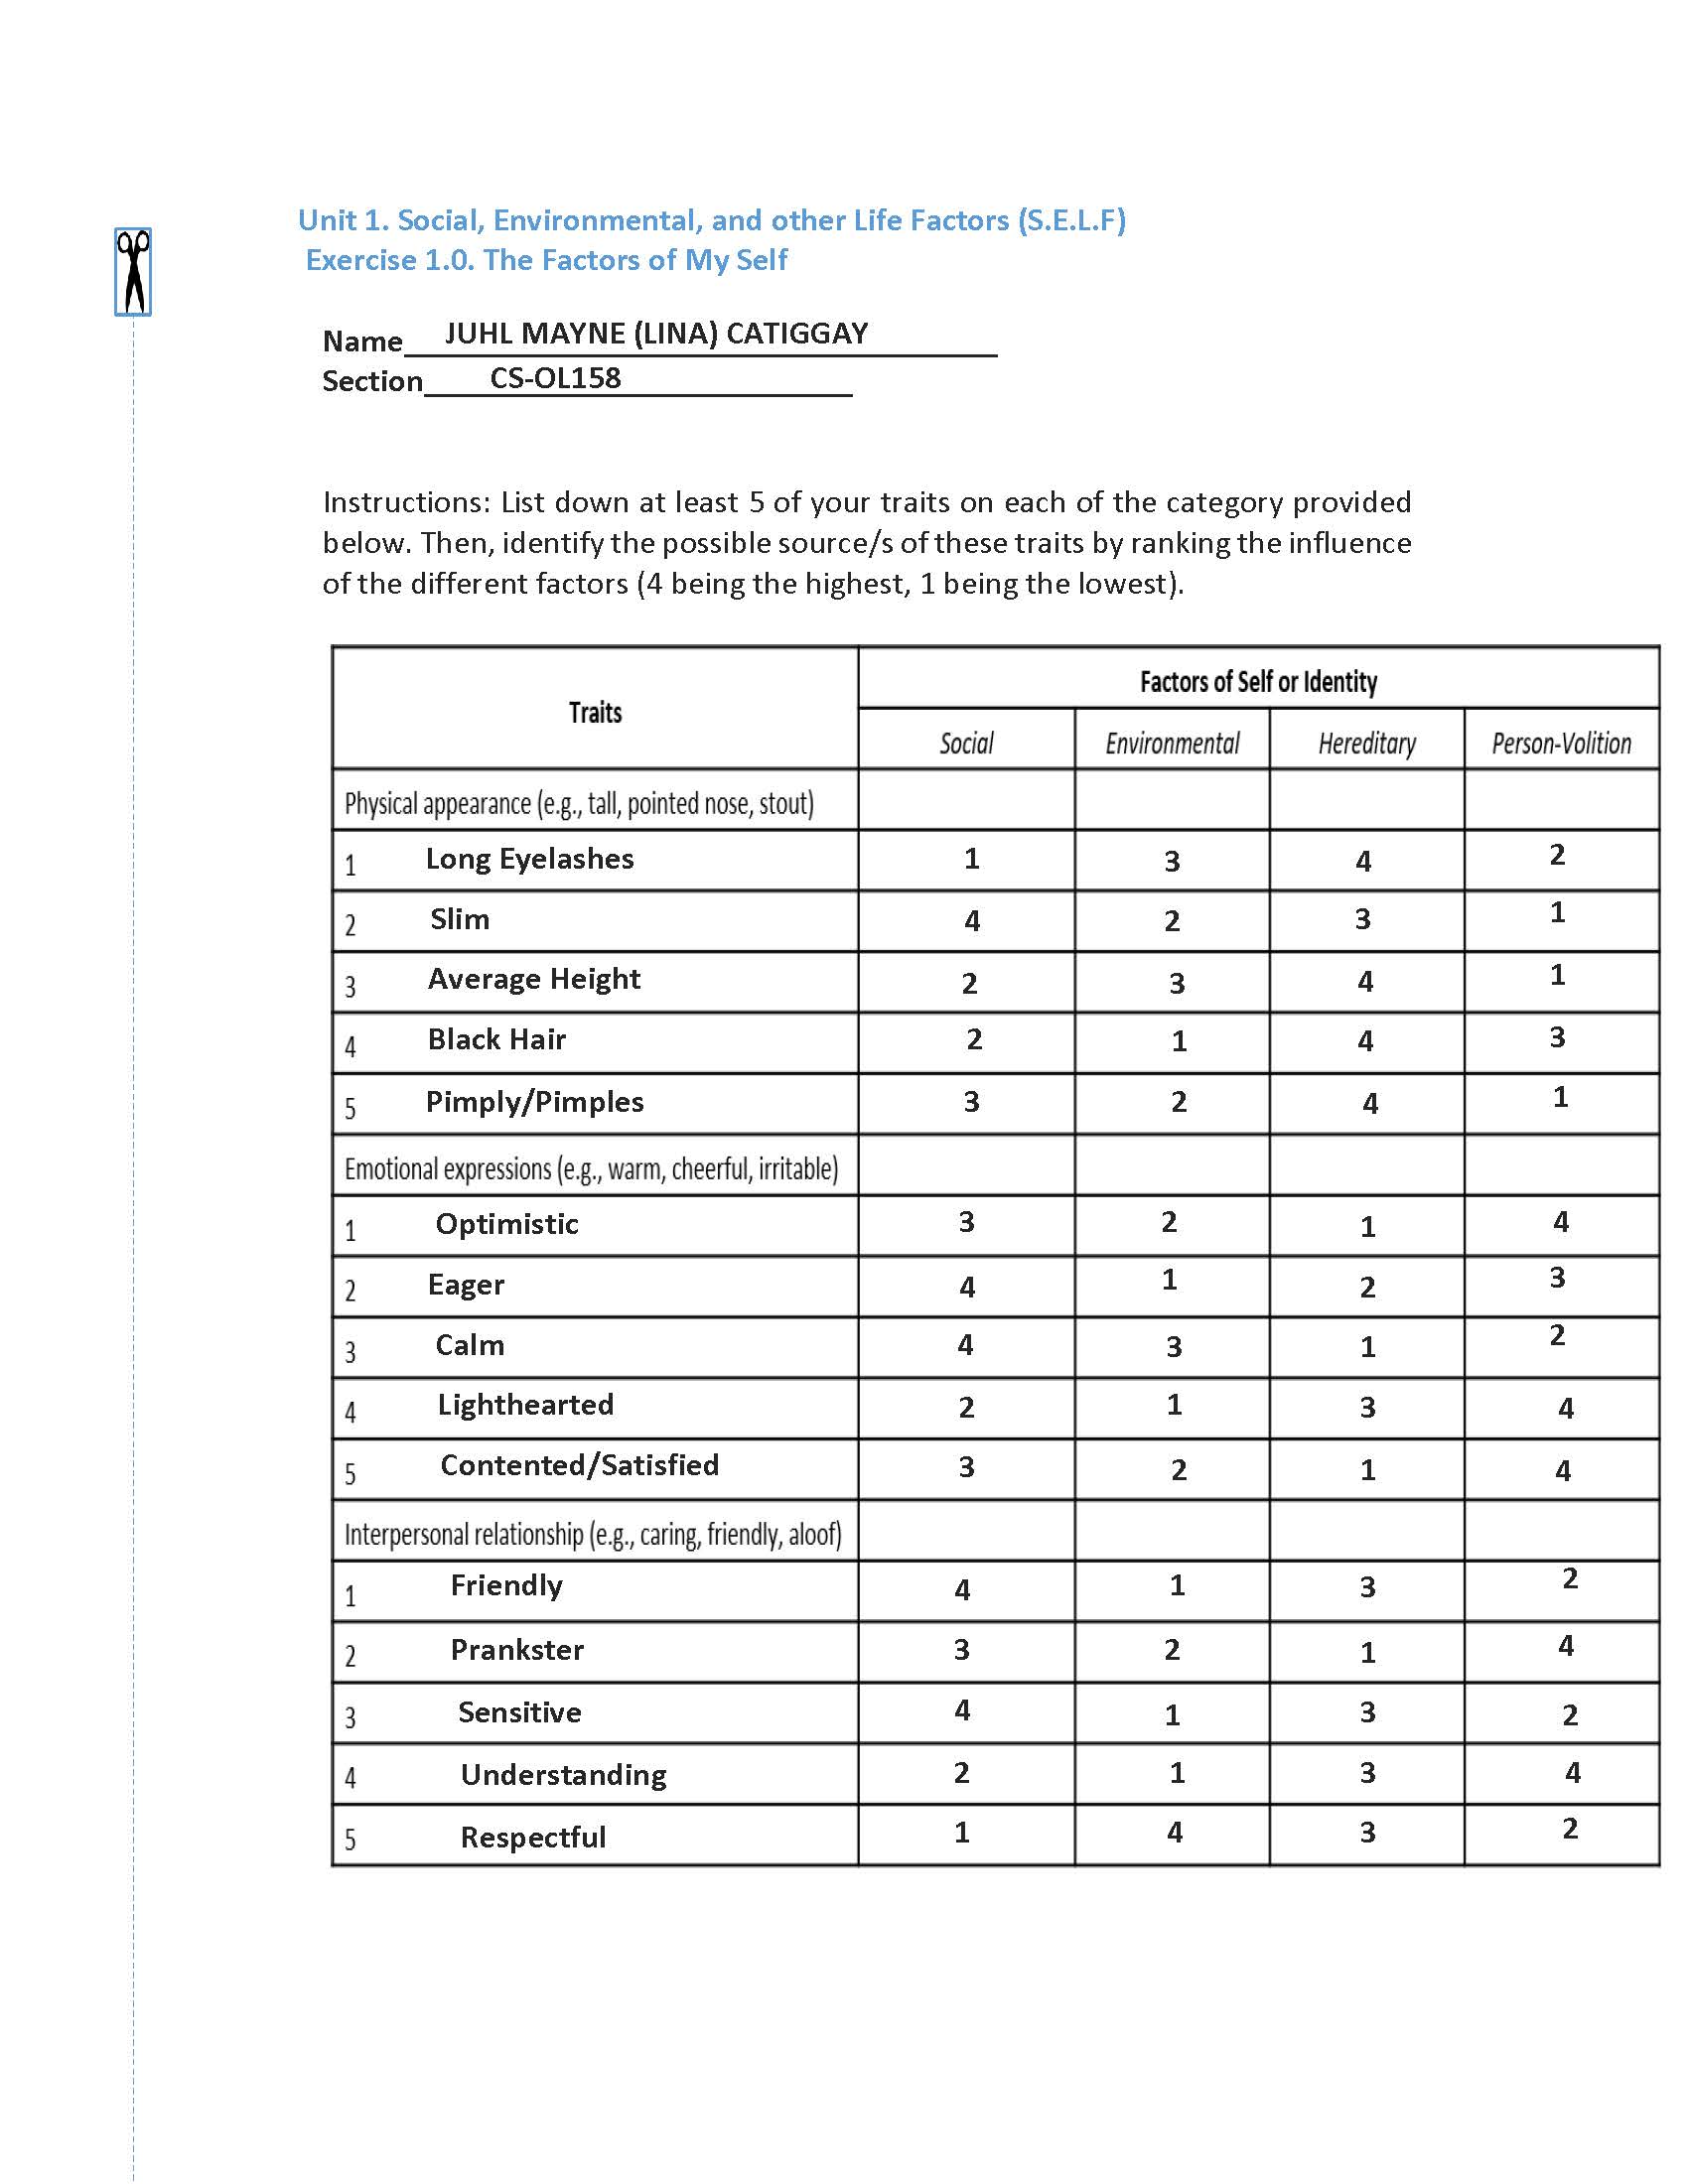 Unit 1. Social, Environmental, and other Life Factors (S.E.L.F)
Exercise 1.0. The Factors of My Self
Name JUHL MAYNE (LINA) CATIGGAY
Section CS-OL158
Instructions: List down at least 5 of your traits on each of the category provided
below. Then, identify the possible source/s of these traits by ranking the influence
of the different factors (4 being the highest, 1 being the lowest).
Traits Factors of Self or Identity
Social Environmental Hereditary Person-Volition
Physical appearance (e.g., tall, pointed nose, stout)
1 Long Eyelashes 1 3 4 2
2 Slim 4 2 3 1
3 Average Height 2 3 4 1
4 Black Hair 2 1 4 3
5 Pimply/Pimples 3 2 4 1
Emotional expressions (e.g., warm, cheerful, irritable)
1 Optimistic 3 2 1 4
2 Eager 4 1 2 3
3 Calm 4 3 1 2
4 Lighthearted 2 1 3 4
5 Contented/Satisfied 3 2 1 4
Interpersonal relationship (e.g., caring, friendly, aloof)
1 Friendly 4 1 3 2
2 Prankster 3 2 1 4
3 Sensitive 4 1 3 2
4 Understanding 2 1 3 4
5 Respectful 1 4 3 2